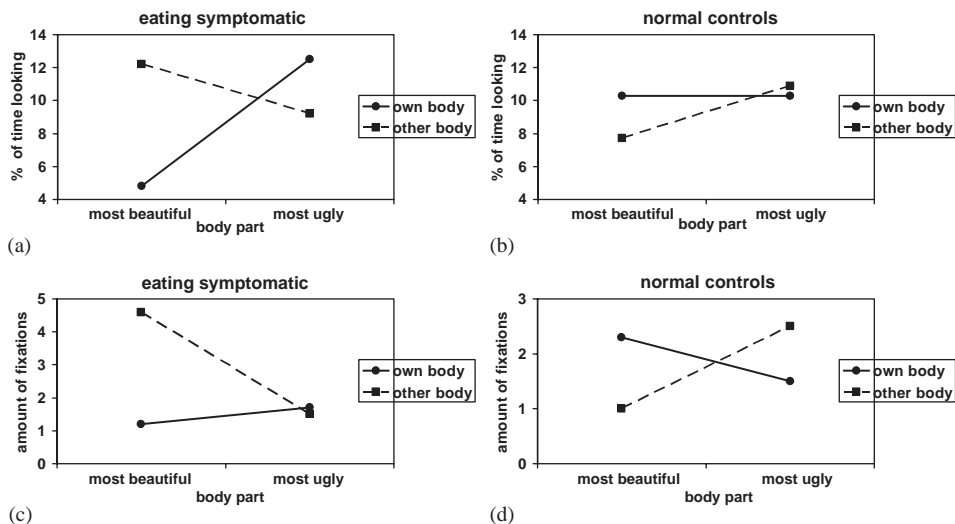 eating symptomatic
14
12
10
8
6
4
% of time looking
most beautiful
most ugly
body part
own body
other body
(a)
normal controls
14
12
10
8
6
4
% of time looking
most beautiful
most ugly
body part
own body
other body
(b)
eating symptomatic
5
4
3
2
1
0
amount of fixations
most beautiful
most ugly
body part
own body
other body
(c)
normal controls
3
2
1
0
amount of fixations
most beautiful
most ugly
body part
own body
other body
(d)